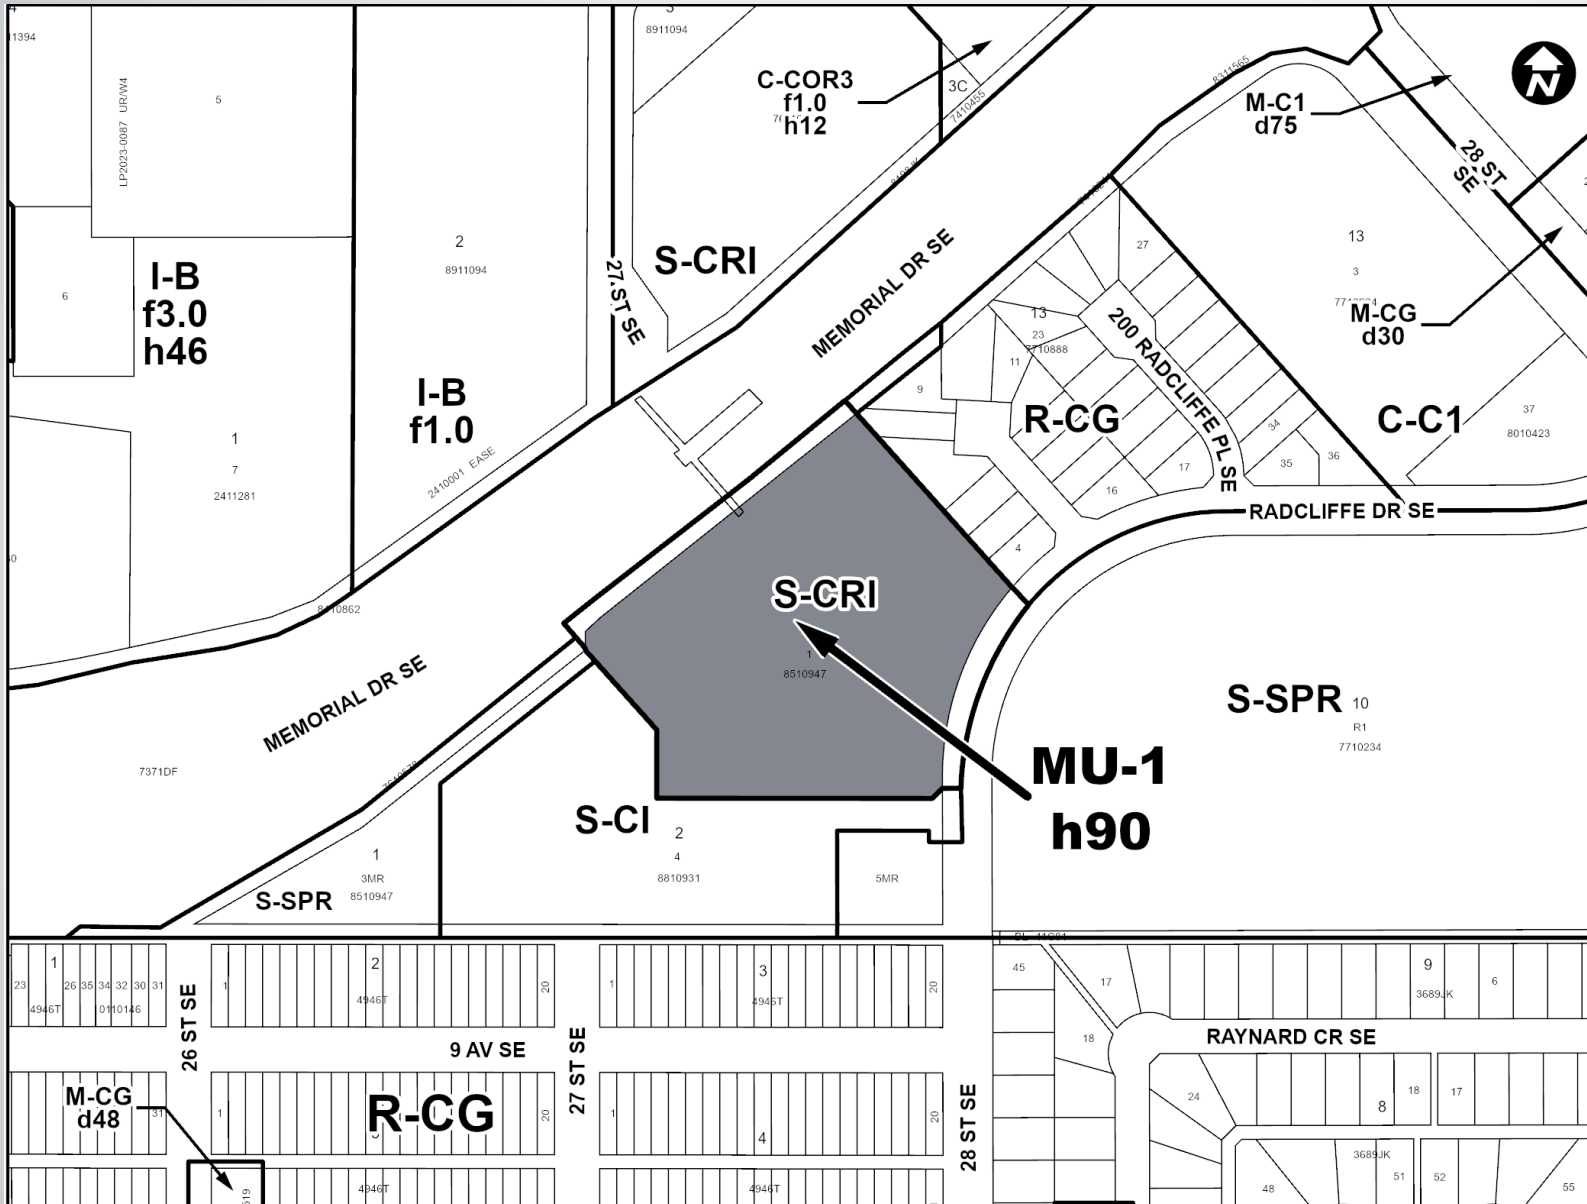 3
8911094
11394
C-COR3
f1.0
h12
3C
7410455
8311565
M-C1
d75
N
28 ST
SE
LP2023-0087 UR/W4
5
2
8911094
6
I-B
f3.0
h46
27 ST SE
S-CRI
MEMORIAL DR SE
27
13
3
M-CG
d30
200 RADCLIFFE PL SE
13
23
7710888
11
9
R-CG
C-C1
37
8010423
I-B
f1.0
1
7
2411281
2410001 EASE
34
35
36
17
16
RADCLIFFE DR SE
4
S-CRI
1
8510947
8410862
MEMORIAL DR SE
7371DF
S-SPR
10
R1
7710234
MU-1
h90
S-CI
2
4
8810931
5MR
1
3MR
8510947
S-SPR
1
23
26
35
34
32
30
31
4946T
0110146
26 ST SE
1
2
4946T
20
1
3
4946T
20
45
17
18
9
3689JK
6
9 AV SE
27 ST SE
RAYNARD CR SE
M-CG
d48
31
1
R-CG
20
1
4
20
28 ST SE
24
8
18
17
4946T
4946T
3689JK
48
51
52
55